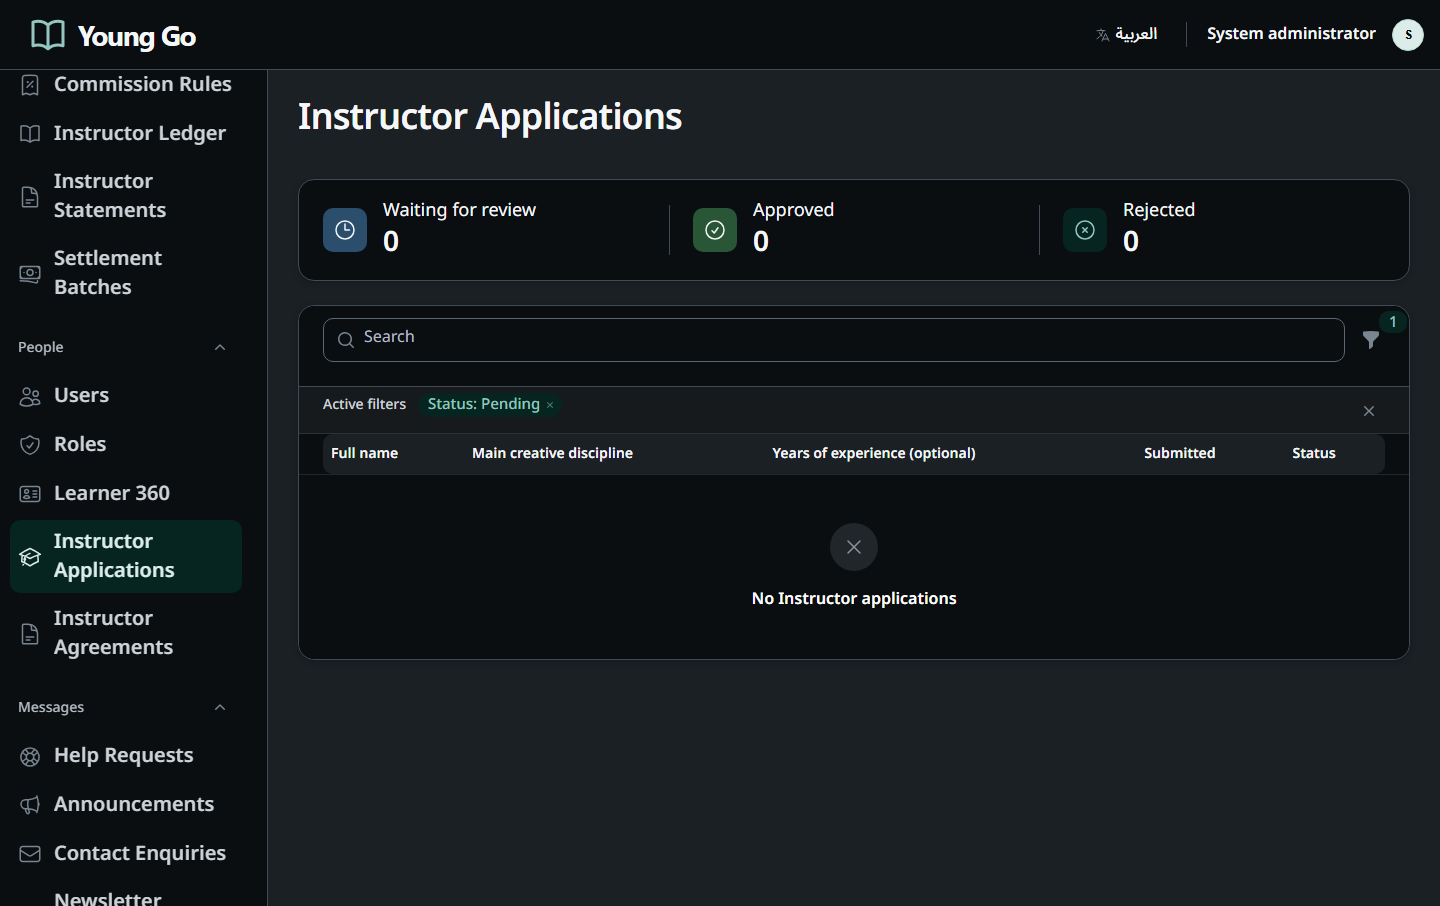 Young Go
العربية
System administrator
S
Commission Rules
Instructor Ledger
Instructor
Statements
Settlement
Batches
People
Users
Roles
Learner 360
Instructor
Applications
Instructor
Agreements
Messages
Help Requests
Announcements
Contact Enquiries
Newsletter
Instructor Applications
Waiting for review
0
Approved
0
Rejected
0
Search
1
Active filters
Status: Pending ×
Full name
Main creative discipline
Years of experience (optional)
Submitted
Status
No Instructor applications